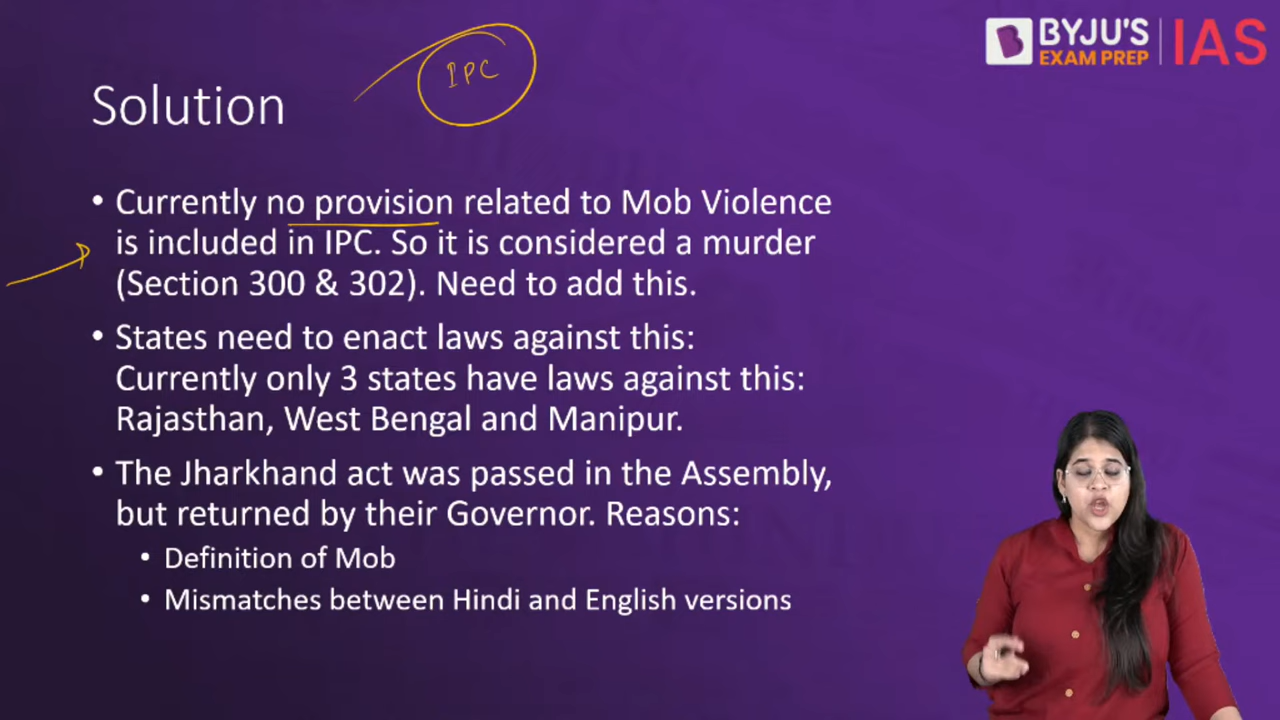 BYJU'S
EXAM PREP
IAS
IPC
Solution
• Currently no provision related to Mob Violence
is included in IPC. So it is considered a murder
(Section 300 & 302). Need to add this.
• States need to enact laws against this:
Currently only 3 states have laws against this:
Rajasthan, West Bengal and Manipur.
• The Jharkhand act was passed in the Assembly,
but returned by their Governor. Reasons:
• Definition of Mob
• Mismatches between Hindi and English versions